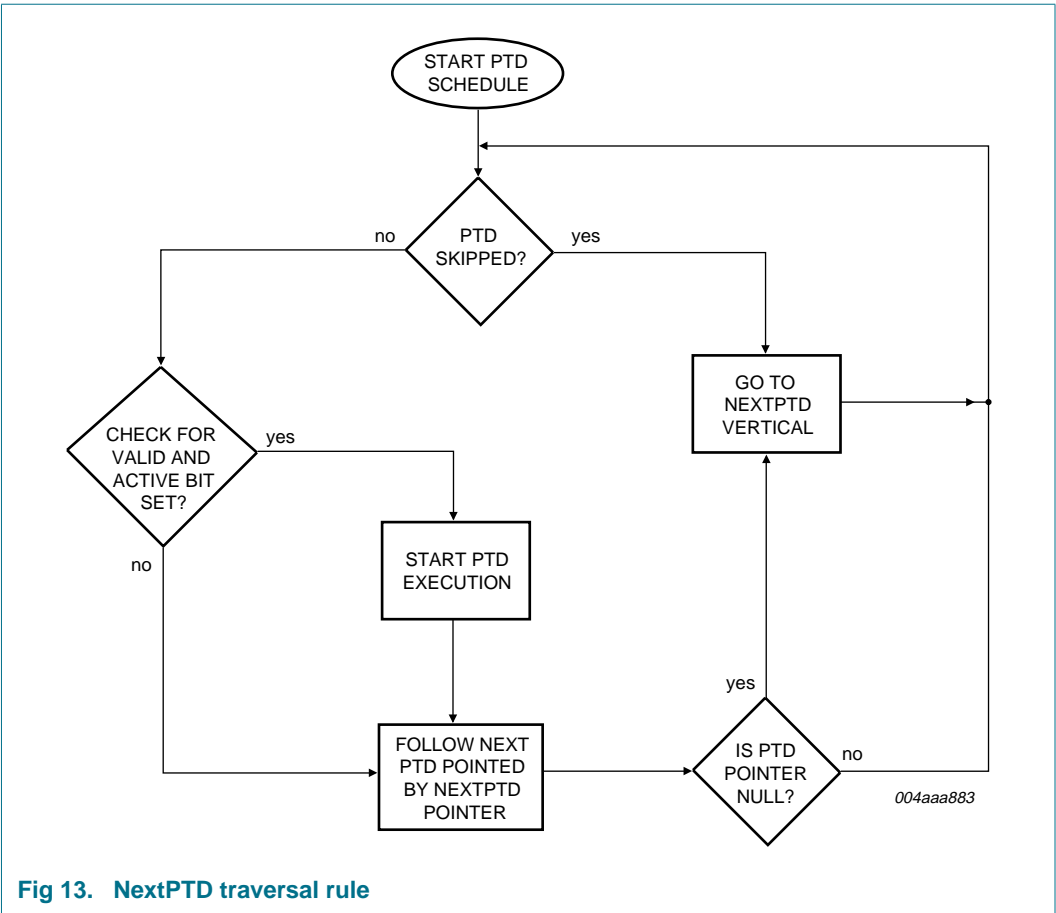 START PTD
SCHEDULE
no
PTD
SKIPPED?
yes
GO TO
NEXTPTD
VERTICAL
CHECK FOR
VALID AND
ACTIVE BIT
SET?
yes
no
START PTD
EXECUTION
yes
FOLLOW NEXT
PTD POINTED
BY NEXTPTD
POINTER
IS PTD
POINTER
NULL?
no
004aaa883
Fig 13. NextPTD traversal rule